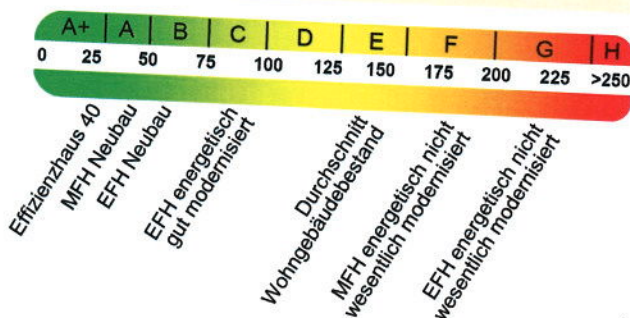 A+ A B C D E F G H
0 25 50 75 100 125 150 175 200 225 >250
Effizienzhaus 40
MFH Neubau
EFH Neubau
EFH energetisch
gut modernisiert
Durchschnitt
Wohngebäudebestand
MFH energetisch nicht
wesentlich modernisiert
EFH energetisch nicht
wesentlich modernisiert